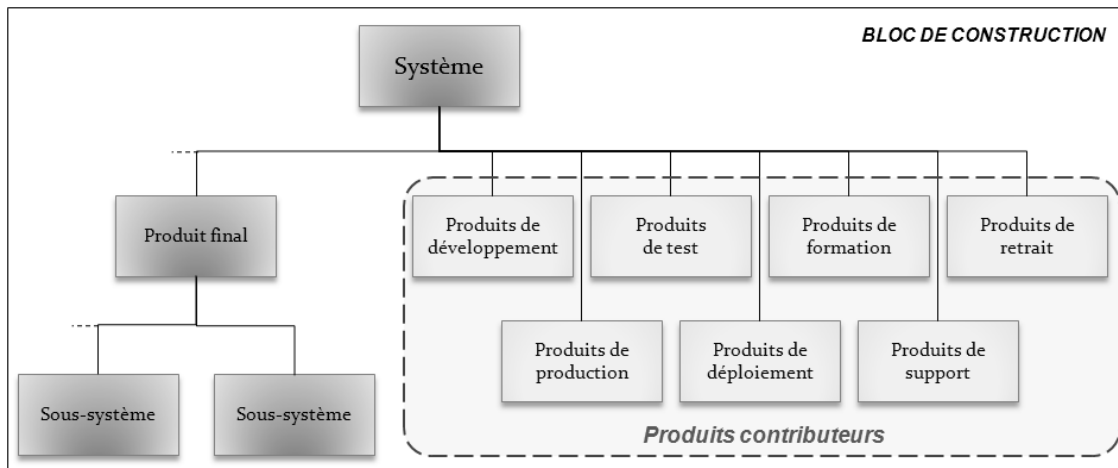 BLOC DE CONSTRUCTION
Système
Produit final
Sous-système
Sous-système
Produits de
développement
Produits
de test
Produits de
formation
Produits de
retrait
Produits de
production
Produits de
déploiement
Produits de
support
Produits contributeurs